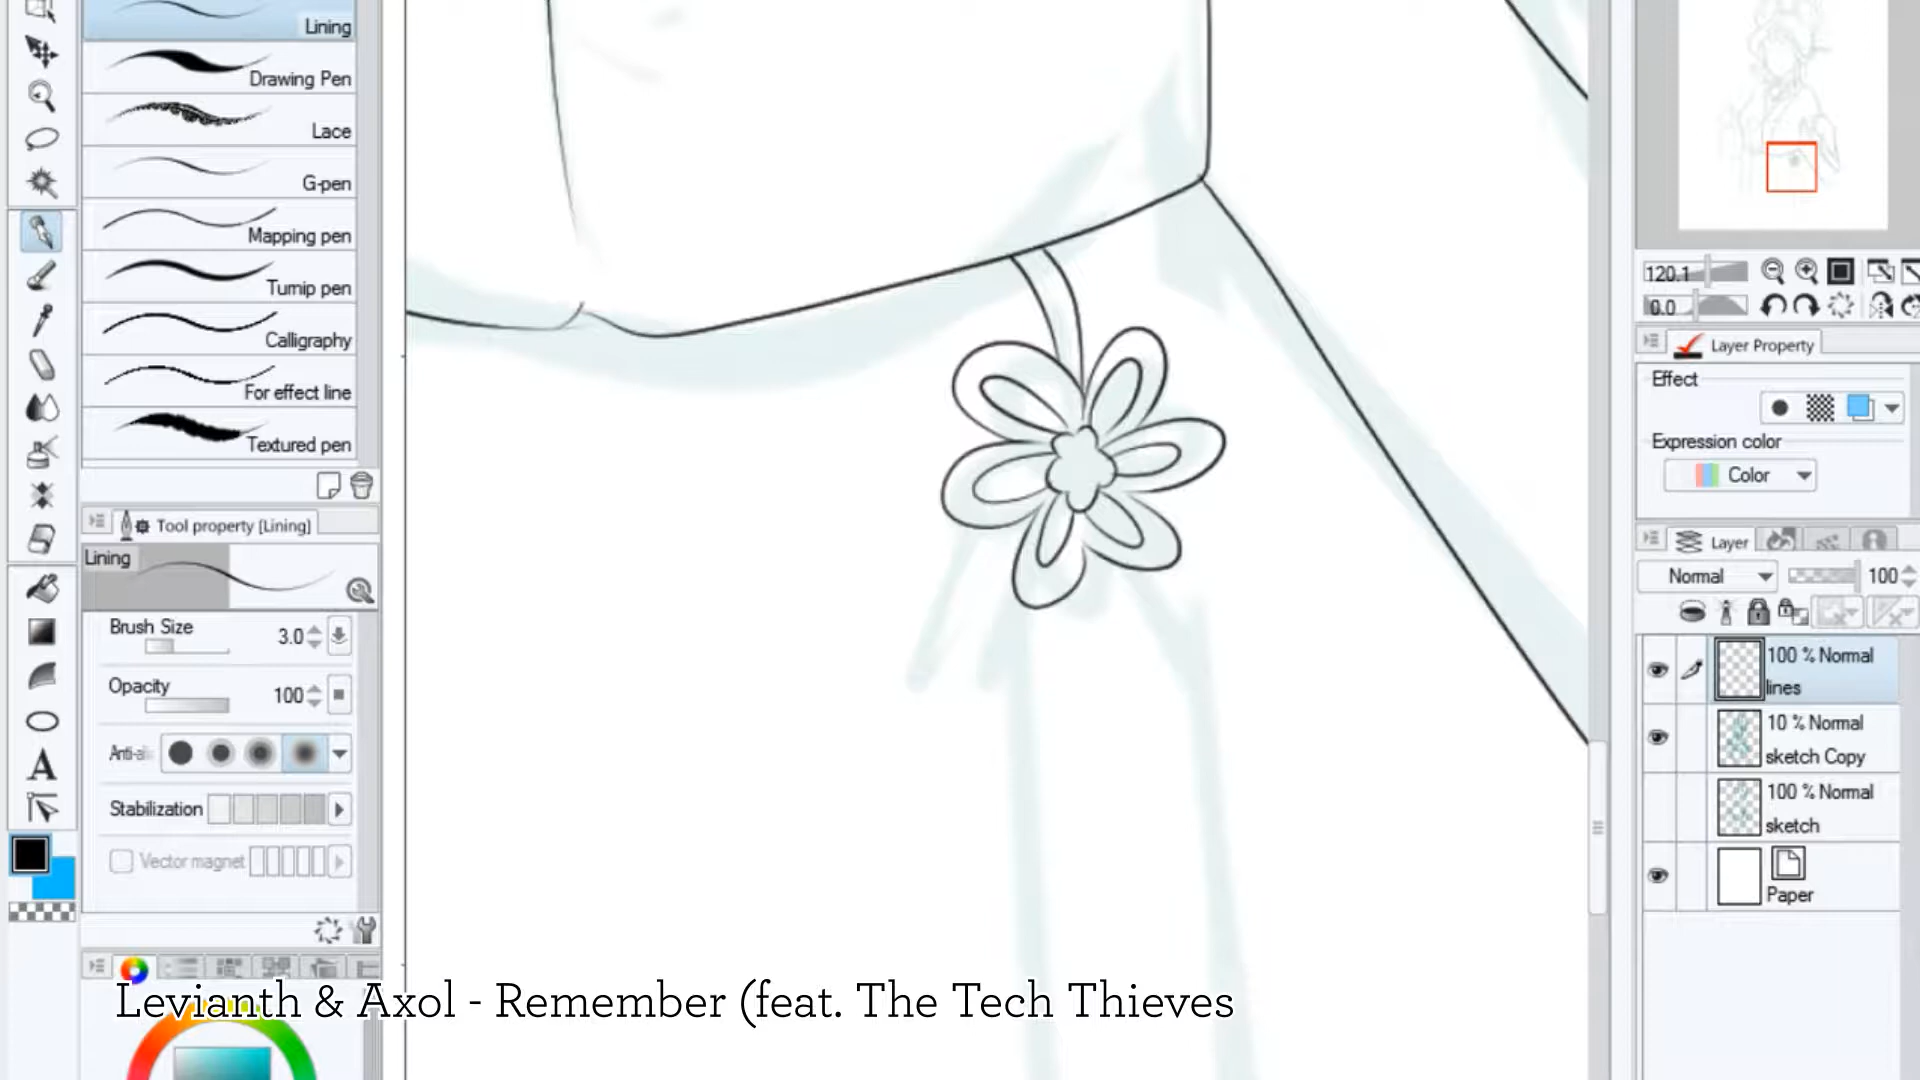 Lining
Drawing Pen
Lace
G-pen
Mapping pen
Turnip pen
Calligraphy
For effect line
Textured pen
Tool property [Lining]
Lining
Brush Size 3.0
Opacity 100
Stabilization
Vector magnet
120.1
0.0
Layer Property
Effect
Expression color
Color
Layer
Normal 100
100 % Normal
lines
10 % Normal
sketch Copy
100 % Normal
sketch
Paper
Levianth & Axol - Remember (feat. The Tech Thieves